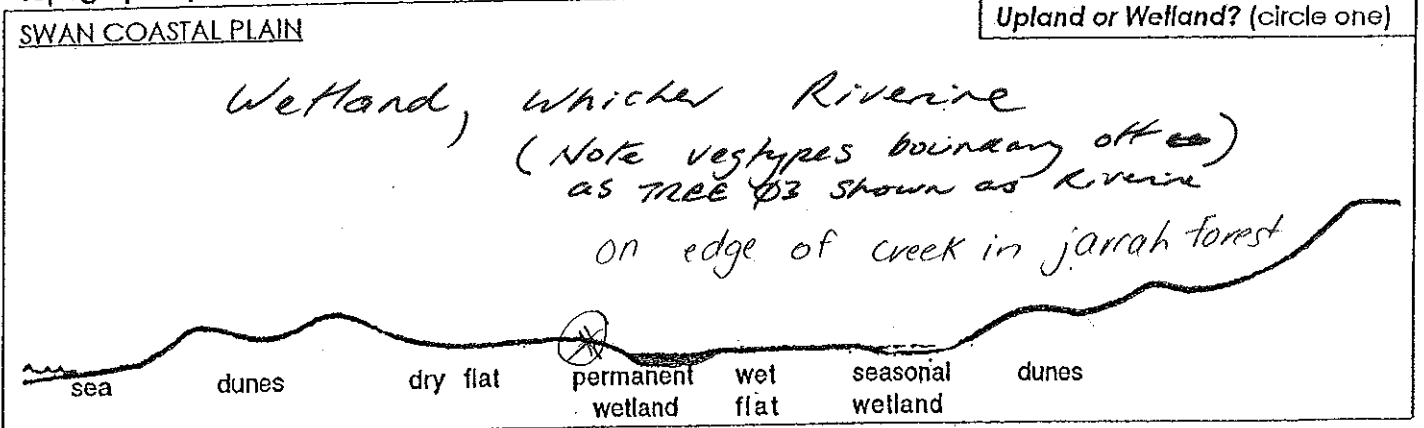 SWAN COASTAL PLAIN
Upland or Wetland? (circle one)
Wetland, Whicher Riverine
(Note vegtypes boundary off)
as TREE Ø3 shown as Riverine
on edge of creek in jarrah forest
sea dunes dry flat permanent wetland wet flat seasonal wetland dunes